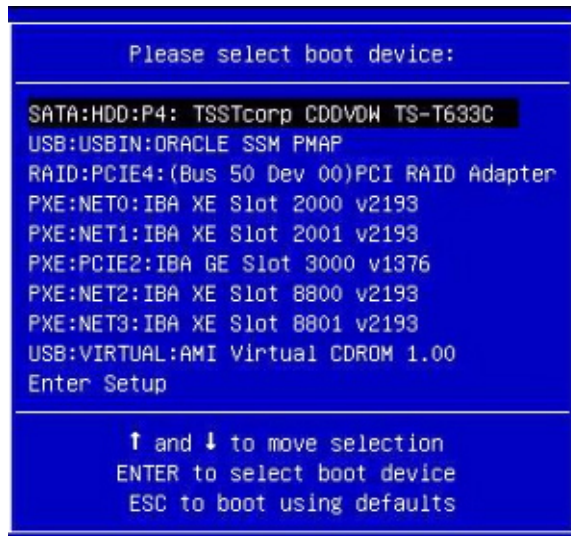 Please select boot device:
SATA:HDD:P4: TSSTcorp CDDVDW TS-T633C
USB:USBIN:ORACLE SSM PMAP
RAID:PCIE4:(Bus 50 Dev 00)PCI RAID Adapter
PXE:NET0:IBA XE Slot 2000 v2193
PXE:NET1:IBA XE Slot 2001 v2193
PXE:PCIE2:IBA GE Slot 3000 v1376
PXE:NET2:IBA XE Slot 8800 v2193
PXE:NET3:IBA XE Slot 8801 v2193
USB:VIRTUAL:AMI Virtual CDROM 1.00
Enter Setup
↑ and ↓ to move selection
ENTER to select boot device
ESC to boot using defaults